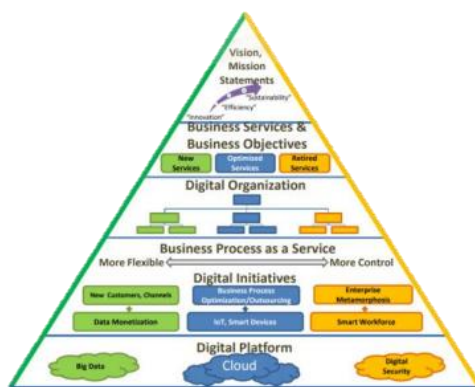 Vision,
Mission
Statements
"Sustainability"
"Efficiency"
"Innovation"
Business Services &
Business Objectives
New Services
Optimised Services
Retired Services
Digital Organization
Business Process as a Service
More Flexible
More Control
Digital Initiatives
New Customers, Channels
Business Process
Optimization/Outsourcing
Enterprise
Metamorphosis
Data Monetization
IoT, Smart Devices
Smart Workforce
Digital Platform
Big Data
Cloud
Digital
Security